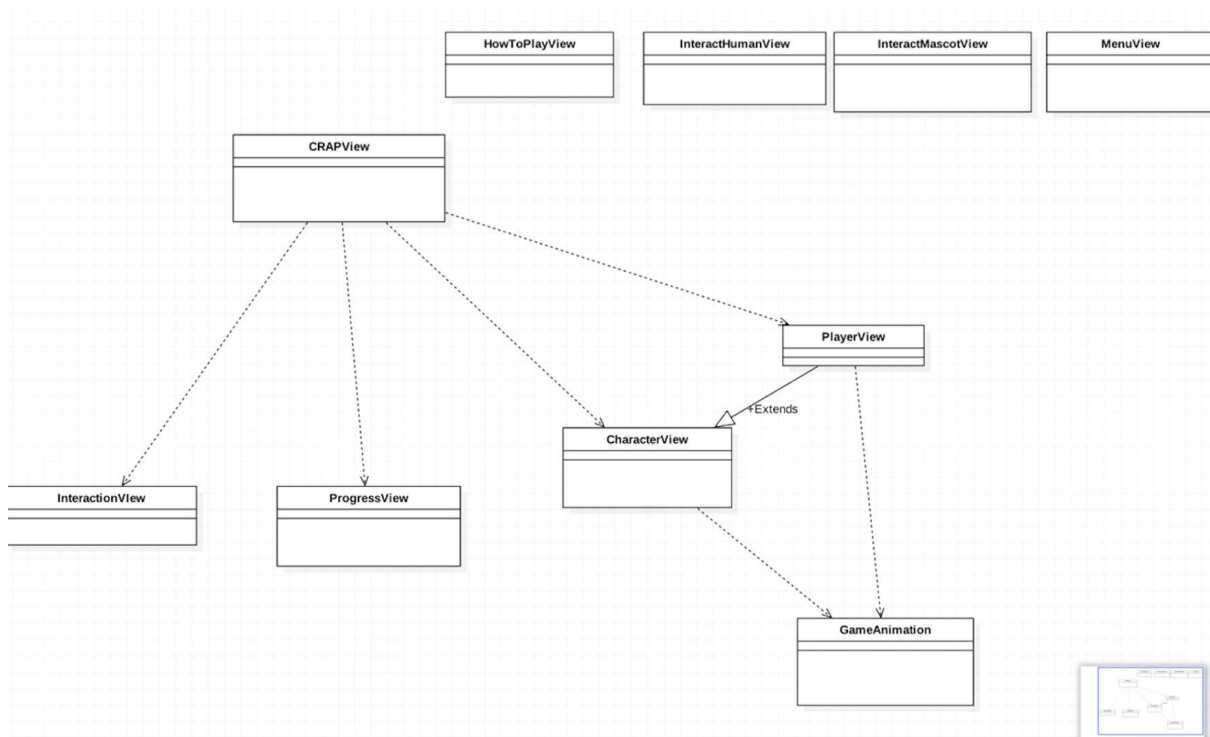 HowToPlayView
InteractHumanView
InteractMascotView
MenuView
CRAPView
PlayerView
+Extends
CharacterView
InteractionVIew
ProgressView
GameAnimation